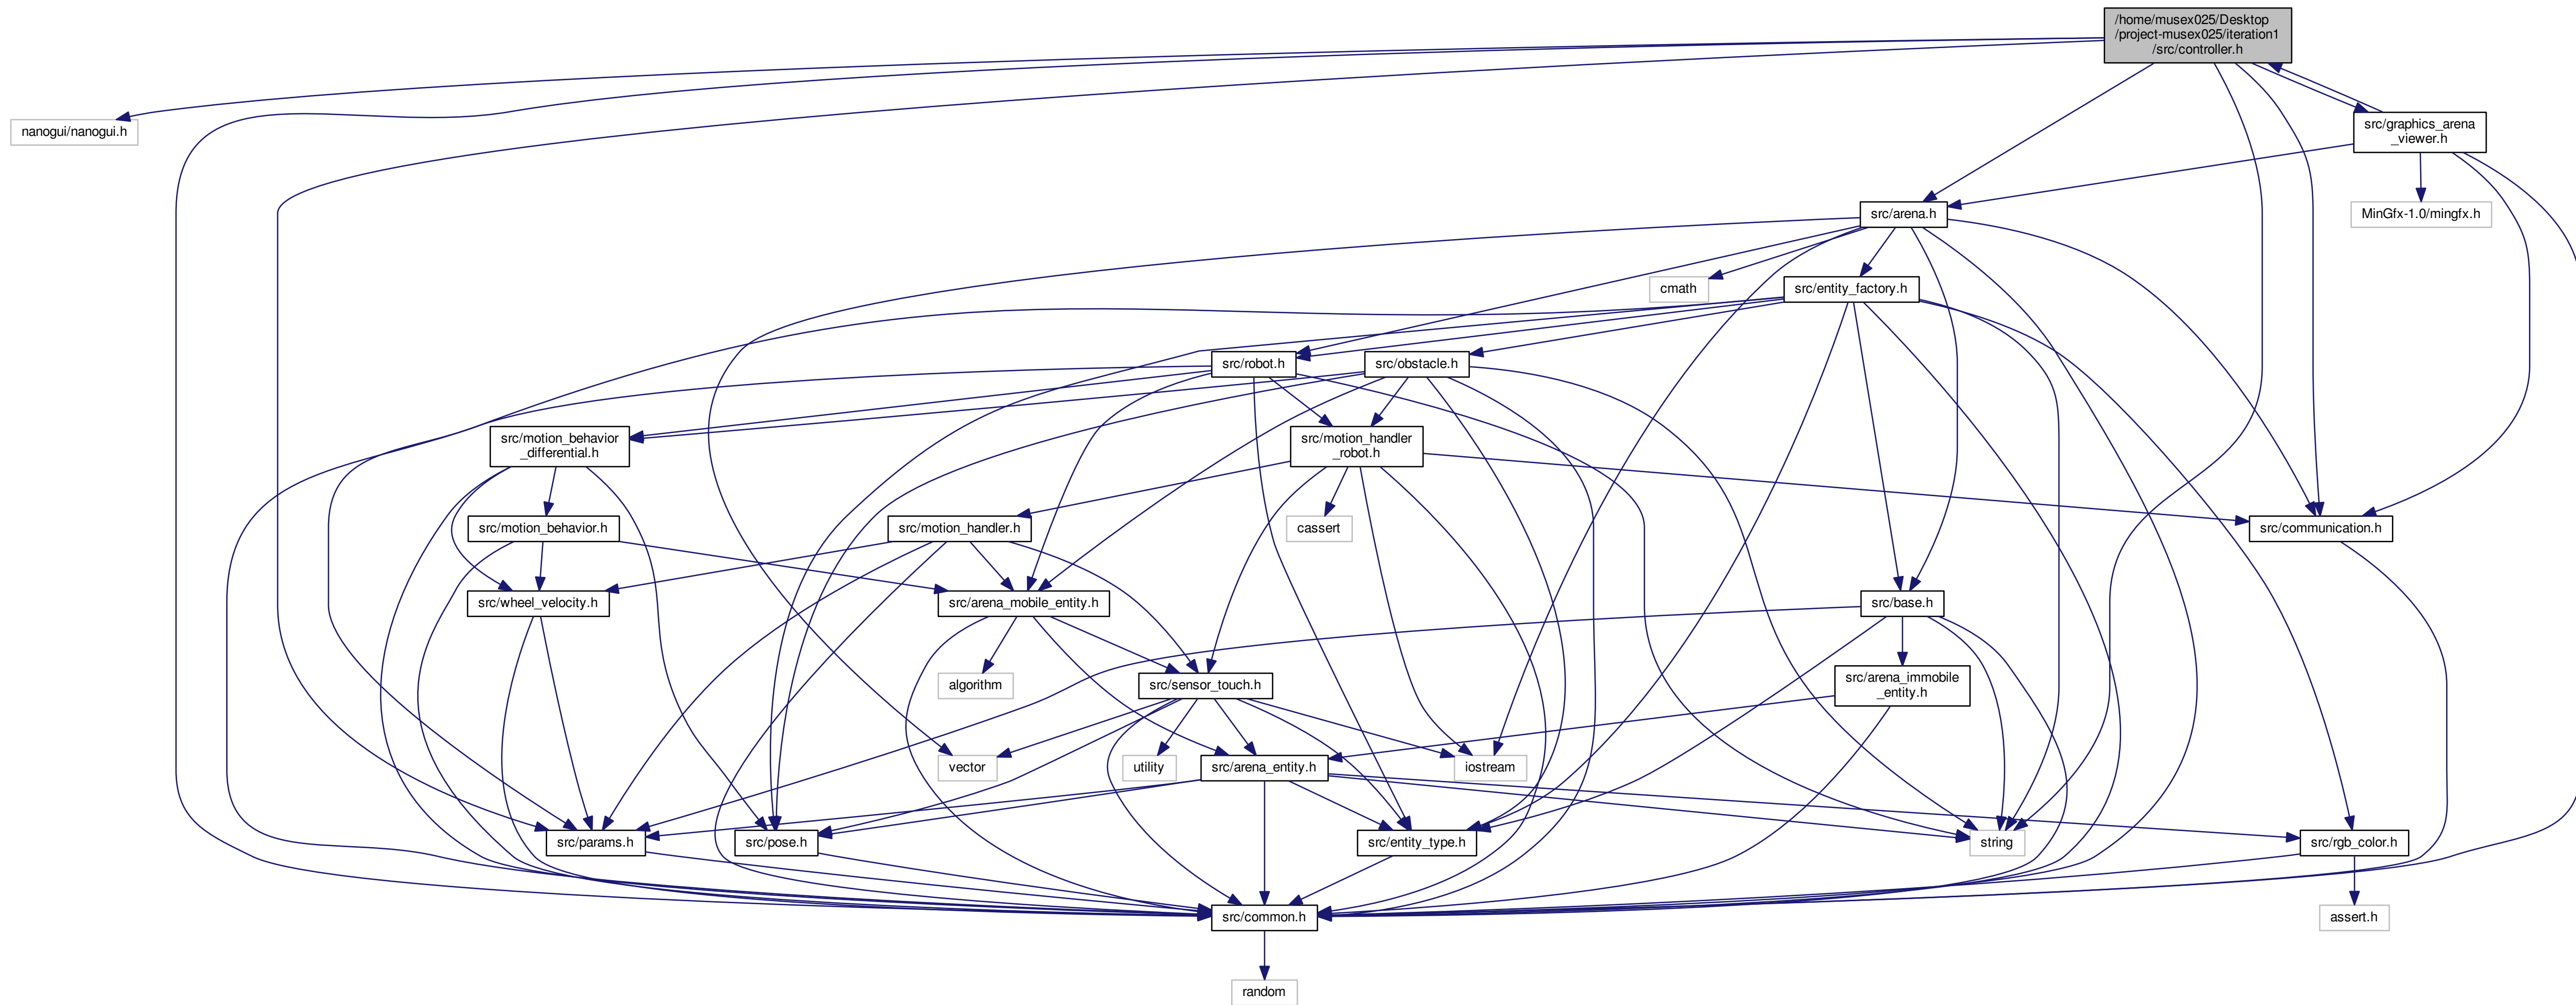 /home/musex025/Desktop
/project-musex025/iteration1
/src/controller.h
nanogui/nanogui.h
src/graphics_arena
_viewer.h
src/arena.h
MinGfx-1.0/mingfx.h
cmath
src/entity_factory.h
src/robot.h
src/obstacle.h
src/motion_behavior
_differential.h
src/motion_handler
_robot.h
src/motion_behavior.h
src/motion_handler.h
cassert
src/communication.h
src/wheel_velocity.h
src/arena_mobile_entity.h
src/base.h
algorithm
src/sensor_touch.h
src/arena_immobile
_entity.h
vector
utility
src/arena_entity.h
iostream
src/params.h
src/pose.h
src/entity_type.h
string
src/rgb_color.h
src/common.h
assert.h
random